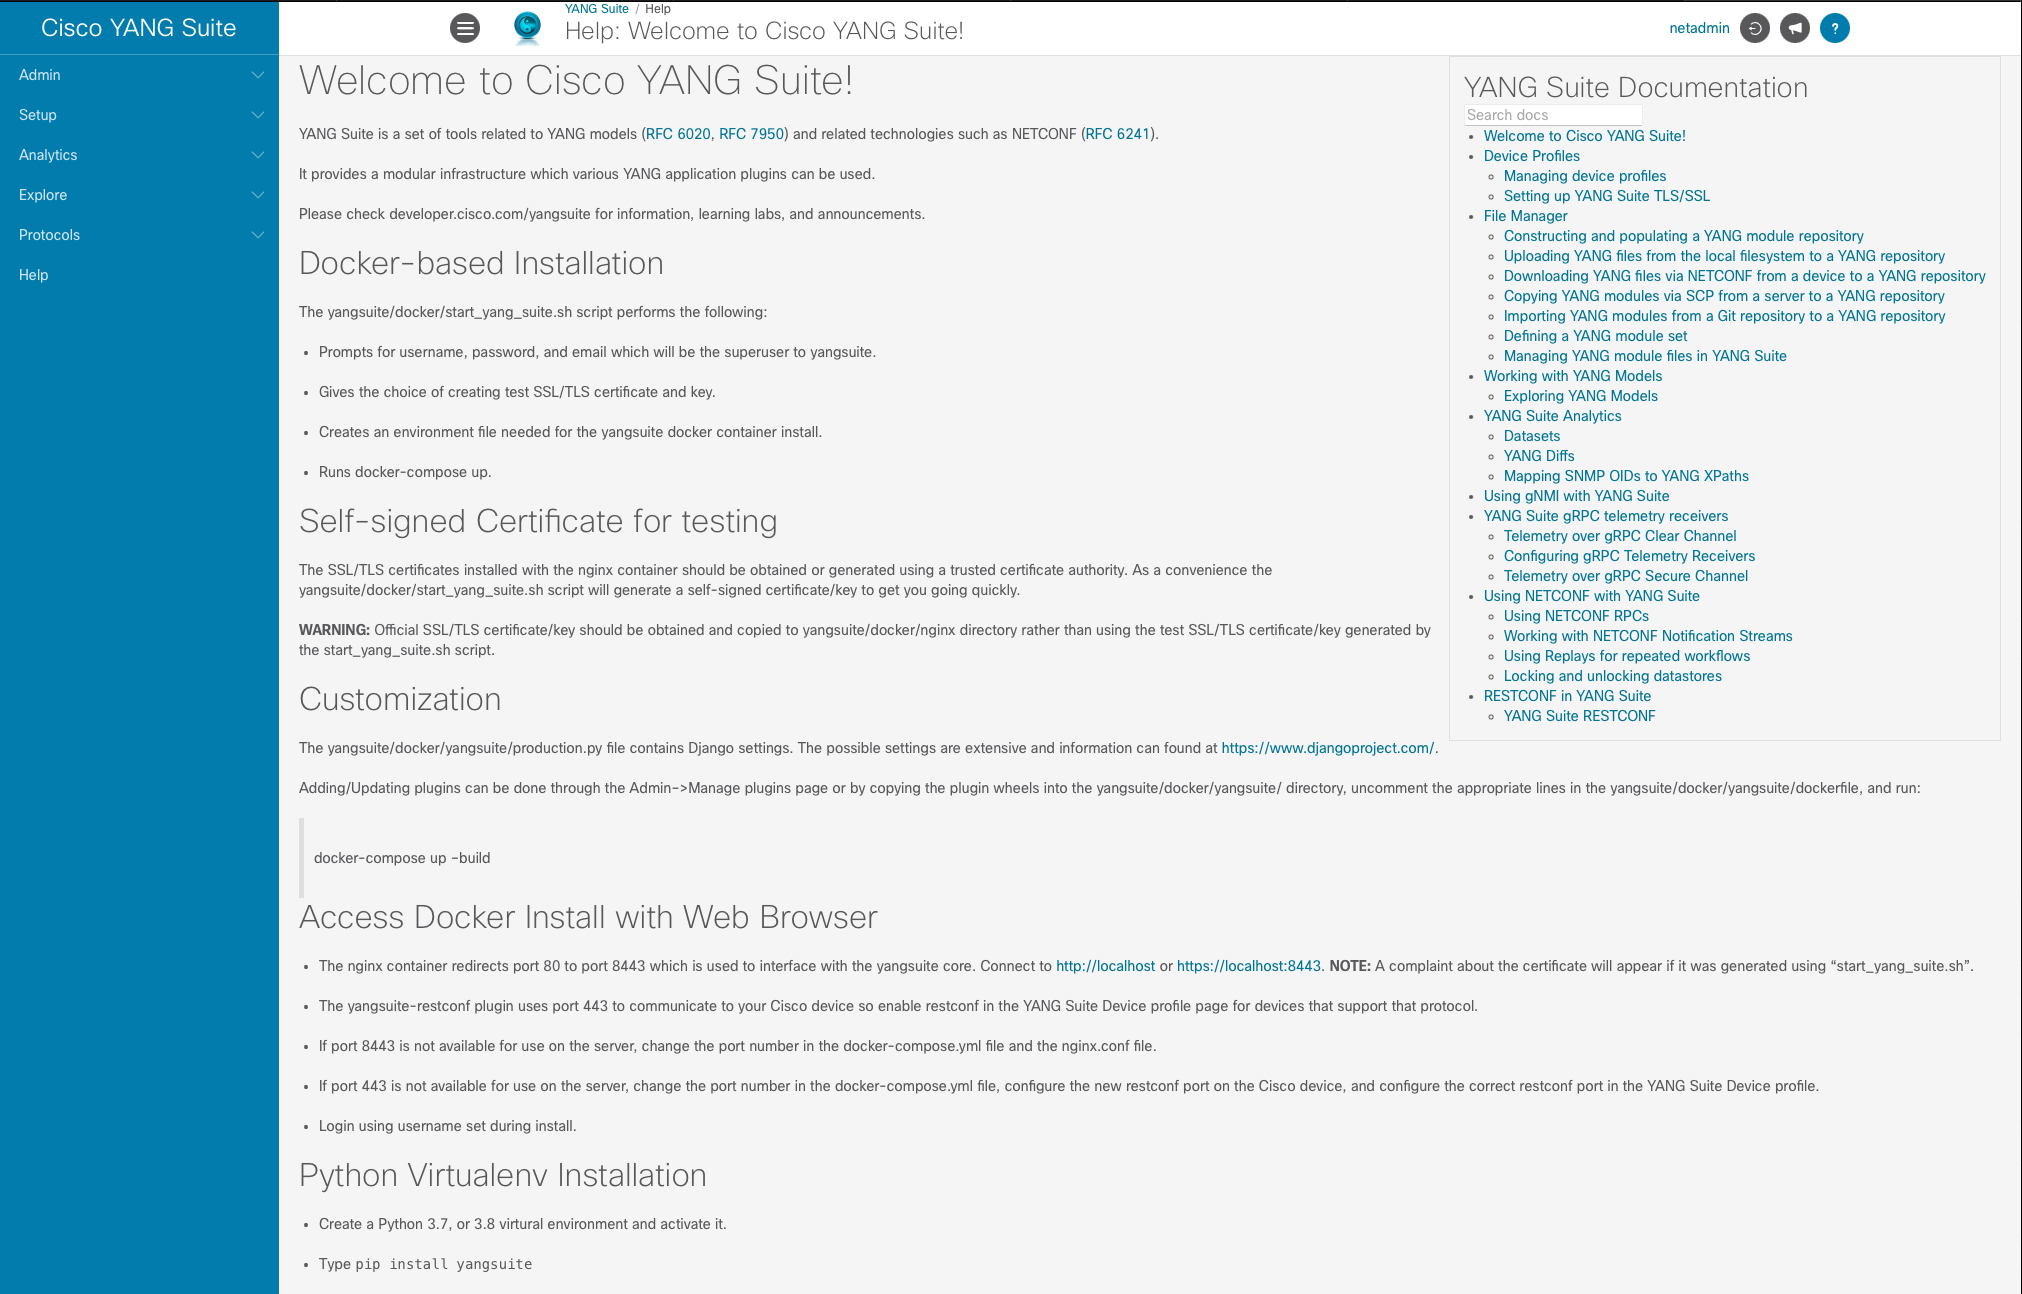 Cisco YANG Suite
Admin
Setup
Analytics
Explore
Protocols
Help
YANG Suite / Help
Help: Welcome to Cisco YANG Suite!
netadmin
?
Welcome to Cisco YANG Suite!
YANG Suite is a set of tools related to YANG models (RFC 6020, RFC 7950) and related technologies such as NETCONF (RFC 6241).
It provides a modular infrastructure which various YANG application plugins can be used.
Please check developer.cisco.com/yangsuite for information, learning labs, and announcements.
Docker-based Installation
The yangsuite/docker/start_yang_suite.sh script performs the following:
• Prompts for username, password, and email which will be the superuser to yangsuite.
• Gives the choice of creating test SSL/TLS certificate and key.
• Creates an environment file needed for the yangsuite docker container install.
• Runs docker-compose up.
Self-signed Certificate for testing
The SSL/TLS certificates installed with the nginx container should be obtained or generated using a trusted certificate authority. As a convenience the
yangsuite/docker/start_yang_suite.sh script will generate a self-signed certificate/key to get you going quickly.
WARNING: Official SSL/TLS certificate/key should be obtained and copied to yangsuite/docker/nginx directory rather than using the test SSL/TLS certificate/key generated by
the start_yang_suite.sh script.
Customization
The yangsuite/docker/yangsuite/production.py file contains Django settings. The possible settings are extensive and information can found at https://www.djangoproject.com/.
YANG Suite Documentation
Search docs
• Welcome to Cisco YANG Suite!
• Device Profiles
◦ Managing device profiles
◦ Setting up YANG Suite TLS/SSL
• File Manager
◦ Constructing and populating a YANG module repository
◦ Uploading YANG files from the local filesystem to a YANG repository
◦ Downloading YANG files via NETCONF from a device to a YANG repository
◦ Copying YANG modules via SCP from a server to a YANG repository
◦ Importing YANG modules from a Git repository to a YANG repository
◦ Defining a YANG module set
◦ Managing YANG module files in YANG Suite
• Working with YANG Models
◦ Exploring YANG Models
• YANG Suite Analytics
◦ Datasets
◦ YANG Diffs
◦ Mapping SNMP OIDs to YANG XPaths
• Using gNMI with YANG Suite
• YANG Suite gRPC telemetry receivers
◦ Telemetry over gRPC Clear Channel
◦ Configuring gRPC Telemetry Receivers
◦ Telemetry over gRPC Secure Channel
• Using NETCONF with YANG Suite
◦ Using NETCONF RPCs
◦ Working with NETCONF Notification Streams
◦ Using Replays for repeated workflows
◦ Locking and unlocking datastores
• RESTCONF in YANG Suite
◦ YANG Suite RESTCONF
Adding/Updating plugins can be done through the Admin->Manage plugins page or by copying the plugin wheels into the yangsuite/docker/yangsuite/ directory, uncomment the appropriate lines in the yangsuite/docker/yangsuite/dockerfile, and run:
docker-compose up –build
Access Docker Install with Web Browser
• The nginx container redirects port 80 to port 8443 which is used to interface with the yangsuite core. Connect to http://localhost or https://localhost:8443. NOTE: A complaint about the certificate will appear if it was generated using “start_yang_suite.sh”.
• The yangsuite-restconf plugin uses port 443 to communicate to your Cisco device so enable restconf in the YANG Suite Device profile page for devices that support that protocol.
• If port 8443 is not available for use on the server, change the port number in the docker-compose.yml file and the nginx.conf file.
• If port 443 is not available for use on the server, change the port number in the docker-compose.yml file, configure the new restconf port on the Cisco device, and configure the correct restconf port in the YANG Suite Device profile.
• Login using username set during install.
Python Virtualenv Installation
• Create a Python 3.7, or 3.8 virtural environment and activate it.
• Type pip install yangsuite